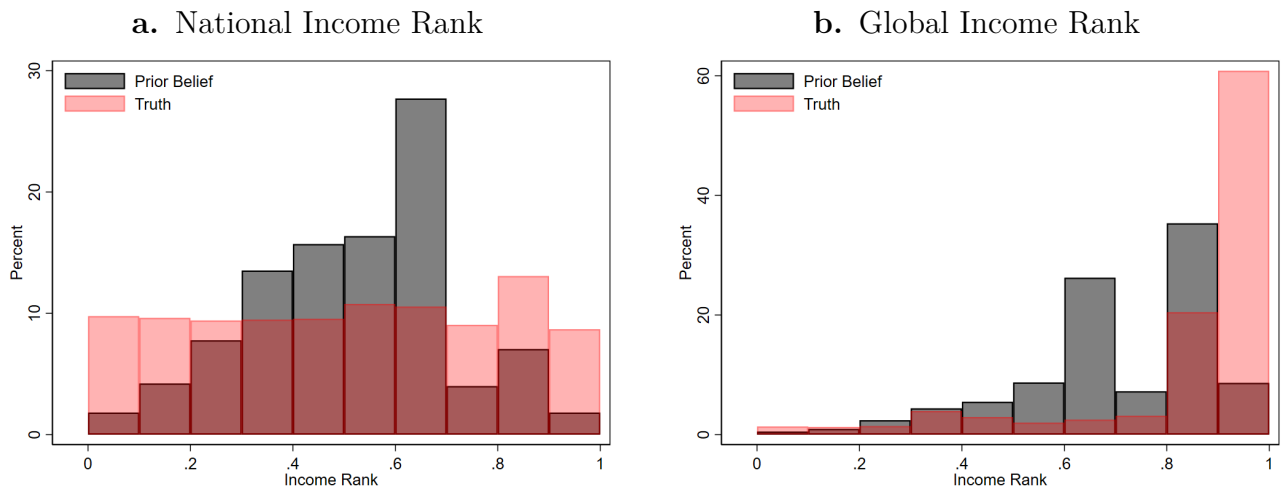 a. National Income Rank
Prior Belief
Truth
30
20
10
0
Percent
0 .2 .4 .6 .8 1
Income Rank
b. Global Income Rank
Prior Belief
Truth
60
40
20
0
Percent
0 .2 .4 .6 .8 1
Income Rank